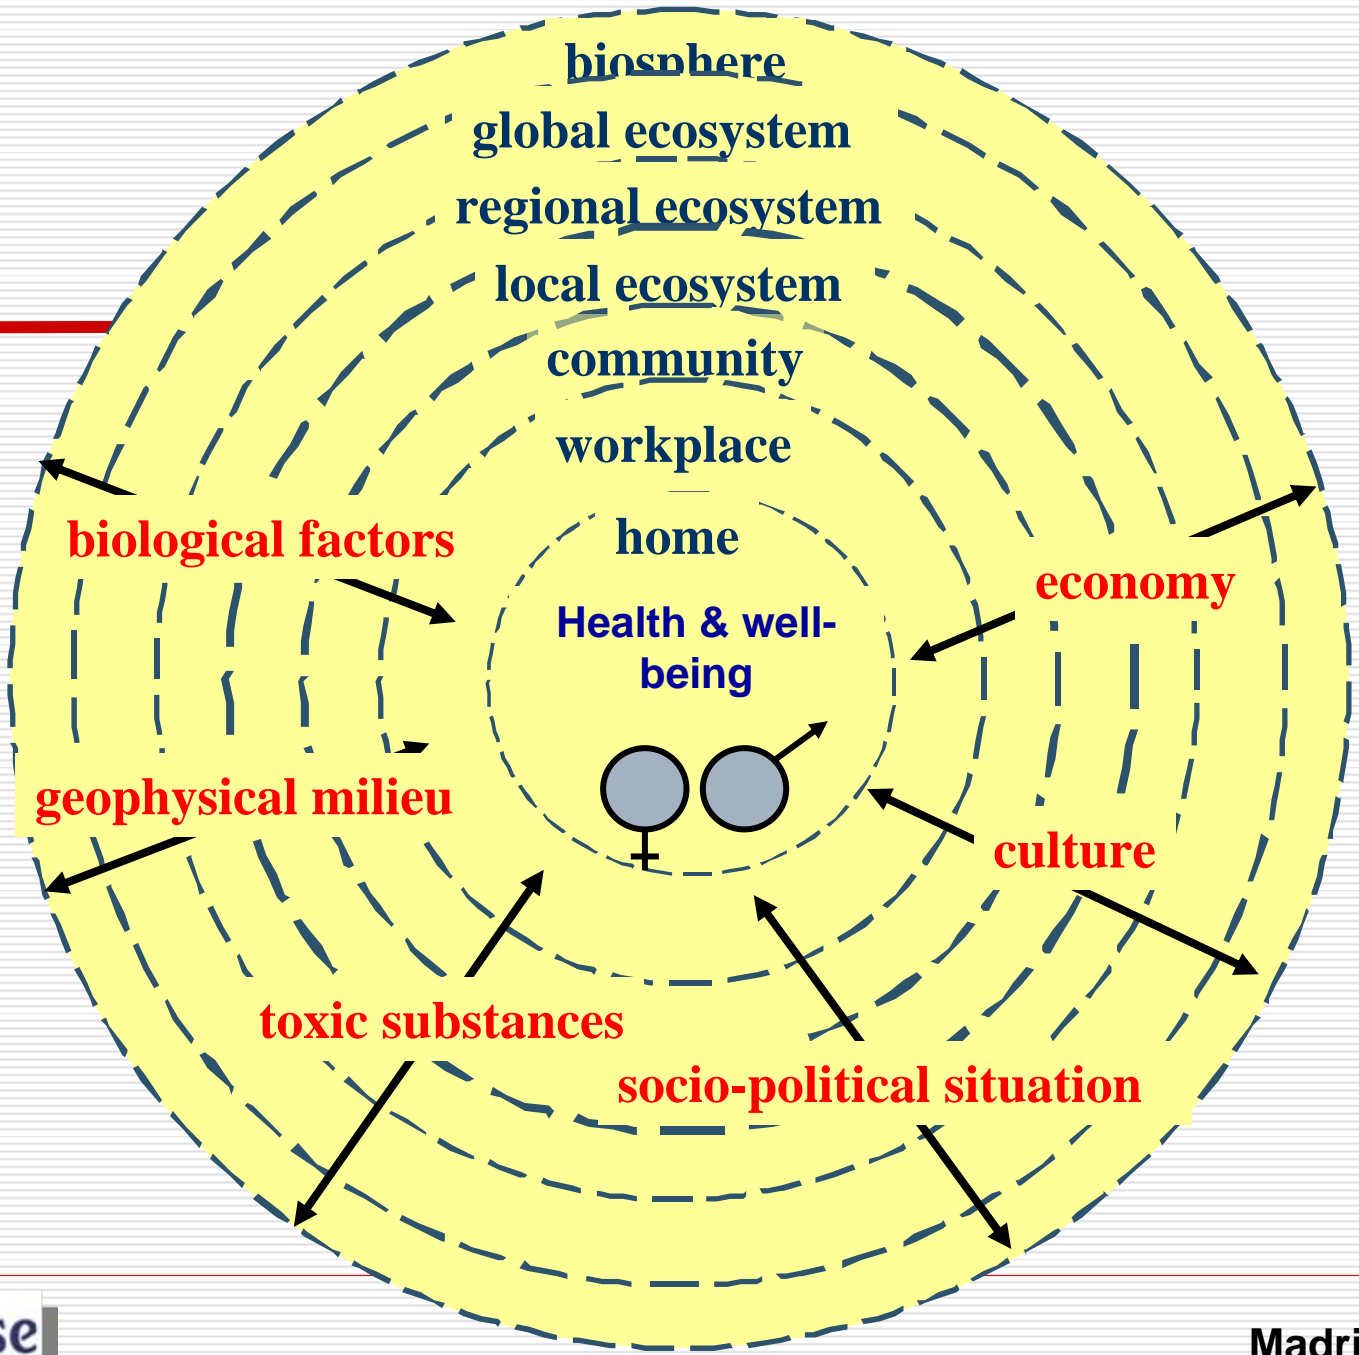 biosphere
global ecosystem
regional ecosystem
local ecosystem
community
workplace
home
biological factors
economy
Health & well-
being
geophysical milieu
culture
toxic substances
socio-political situation